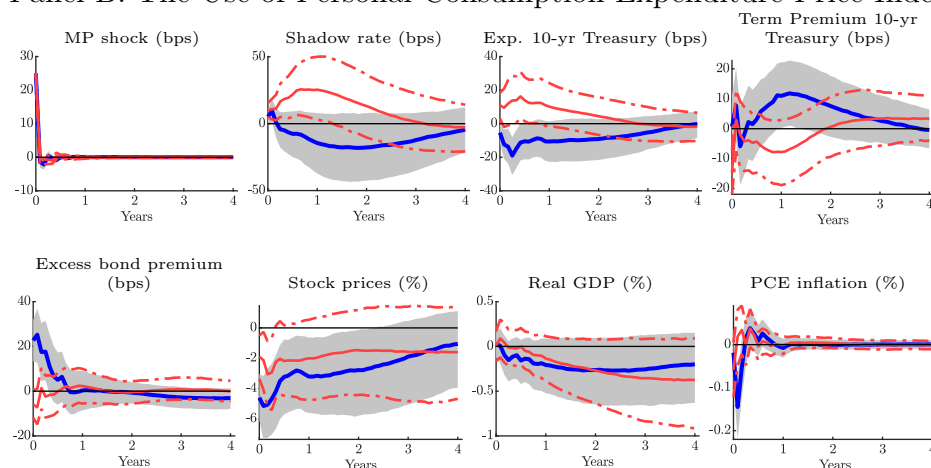 Panel B: The Use of Personal Consumption Expenditure Price Inde
MP shock (bps)
30
20
10
0
-10
0 1 2 3 4
Years
Shadow rate (bps)
50
0
-50
0 1 2 3 4
Years
Exp. 10-yr Treasury (bps)
40
20
0
-20
-40
0 1 2 3 4
Years
Term Premium 10-yr
Treasury (bps)
20
10
0
-10
-20
0 1 2 3 4
Years
Excess bond premium
(bps)
40
20
0
-20
0 1 2 3 4
Years
Stock prices (%)
0
-2
-4
-6
0 1 2 3 4
Years
Real GDP (%)
0.5
0
-0.5
-1
0 1 2 3 4
Years
PCE inflation (%)
0
-0.1
-0.2
0 1 2 3 4
Years